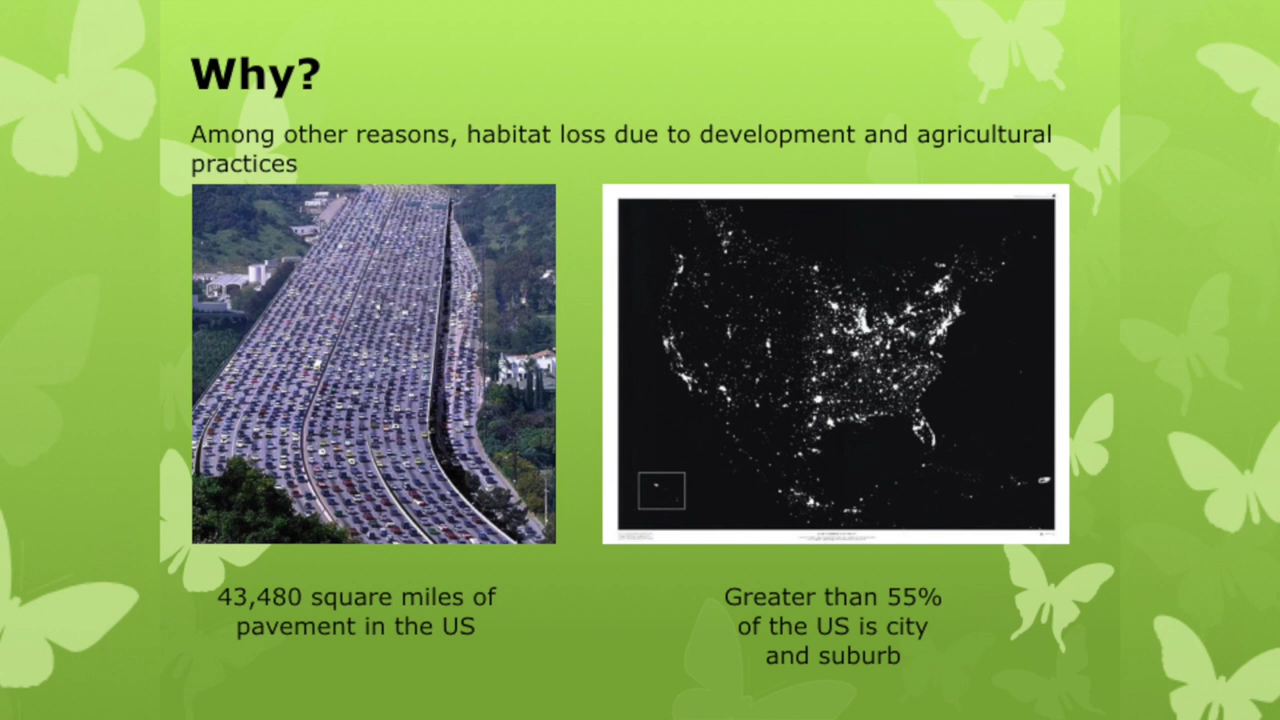 Why?
Among other reasons, habitat loss due to development and agricultural
practices
43,480 square miles of
pavement in the US
Greater than 55%
of the US is city
and suburb